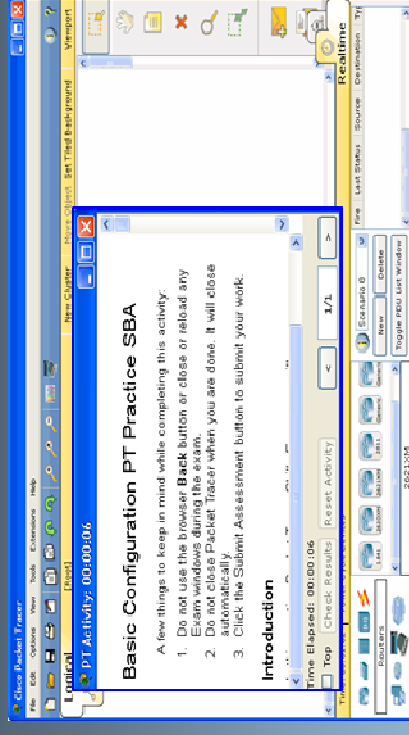 Cisco Packet Tracer
File Edit Options View Tools Extensions Help
Logical [Root] New Cluster Move Object Set Tiled Background Viewport
PT Activity: 00:00:06
Basic Configuration PT Practice SBA
A few things to keep in mind while completing this activity:
1. Do not use the browser Back button or close or reload any
Exam windows during the exam.
2. Do not close Packet Tracer when you are done. It will close
automatically.
3. Click the Submit Assessment button to submit your work.
Introduction
Time Elapsed: 00:00:06
Top Check Results Reset Activity < 1/1 >
Realtime
Routers
1841
2811
Generic
Generic
2621XM
Scenario 0
New Delete
Toggle PDU List Window
Fire Last Status Source Destination